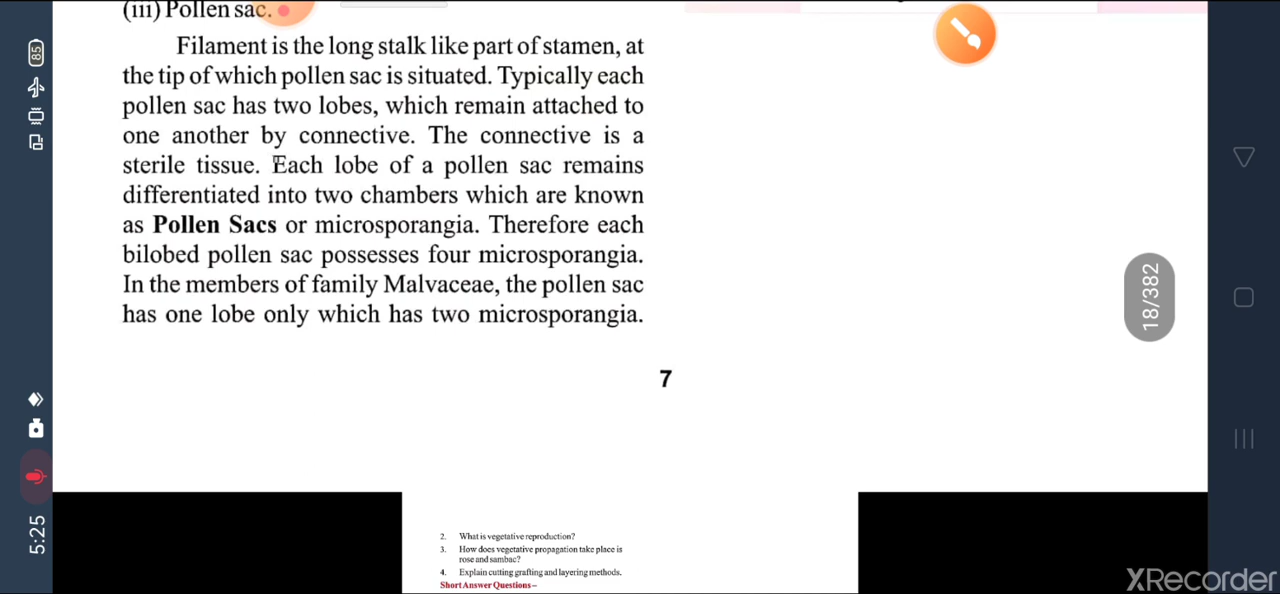 (iii) Pollen sac.
Filament is the long stalk like part of stamen, at
the tip of which pollen sac is situated. Typically each
pollen sac has two lobes, which remain attached to
one another by connective. The connective is a
sterile tissue. Each lobe of a pollen sac remains
differentiated into two chambers which are known
as Pollen Sacs or microsporangia. Therefore each
bilobed pollen sac possesses four microsporangia.
In the members of family Malvaceae, the pollen sac
has one lobe only which has two microsporangia.
7
2. What is vegetative reproduction?
3. How does vegetative propagation take place is
rose and sambac?
4. Explain cutting grafting and layering methods.
Short Answer Questions –
85
5:25
18/382
XRecorder